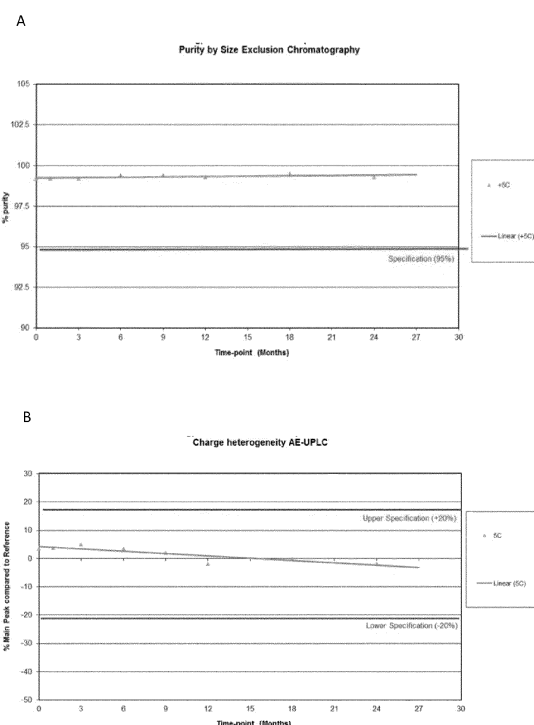 A
Purity by Size Exclusion Chromatography
105
102.5
100
97.5
95
92.5
90
% purity
0 3 6 9 12 15 18 21 24 27 30
Time-point (Months)
Specification (95%)
+5C
Linear (+5C)
B
Charge heterogeneity AE-UPLC
30
20
10
0
-10
-20
-30
-40
-50
% Main Peak compared to Reference
0 3 6 9 12 15 18 21 24 27 30
Time-point (Months)
Upper Specification (+20%)
Lower Specification (-20%)
5C
Linear (5C)